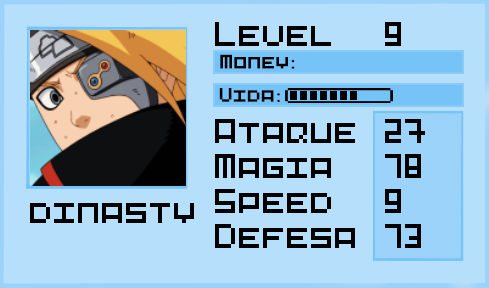 LEVEL 9
MONEY:
VIDA:
ATAQUE 27
MAGIA 78
SPEED 9
DEFESA 73
DINASTY